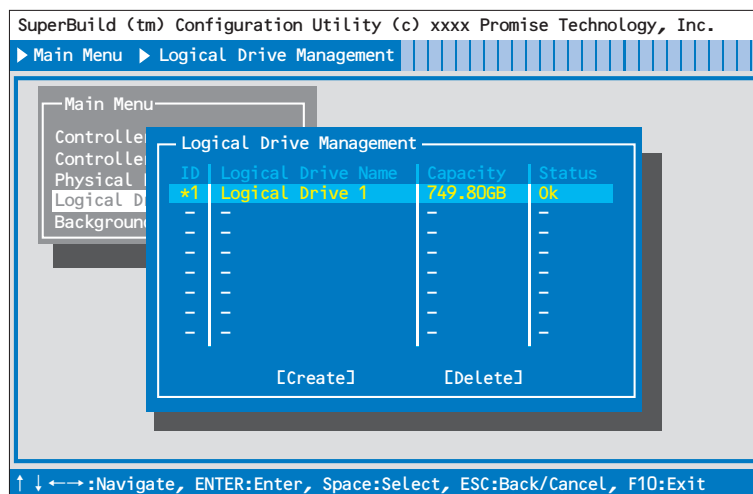 SuperBuild (tm) Configuration Utility (c) xxxx Promise Technology, Inc.
▶ Main Menu ▶ Logical Drive Management
Main Menu
Controlle
Controlle
Physical
Logical D
Backgroun
Logical Drive Management
ID Logical Drive Name Capacity Status
*1 Logical Drive 1 749.80GB Ok
– – – –
– – – –
– – – –
– – – –
– – – –
– – – –
– – – –
[Create] [Delete]
↑↓←→:Navigate, ENTER:Enter, Space:Select, ESC:Back/Cancel, F10:Exit